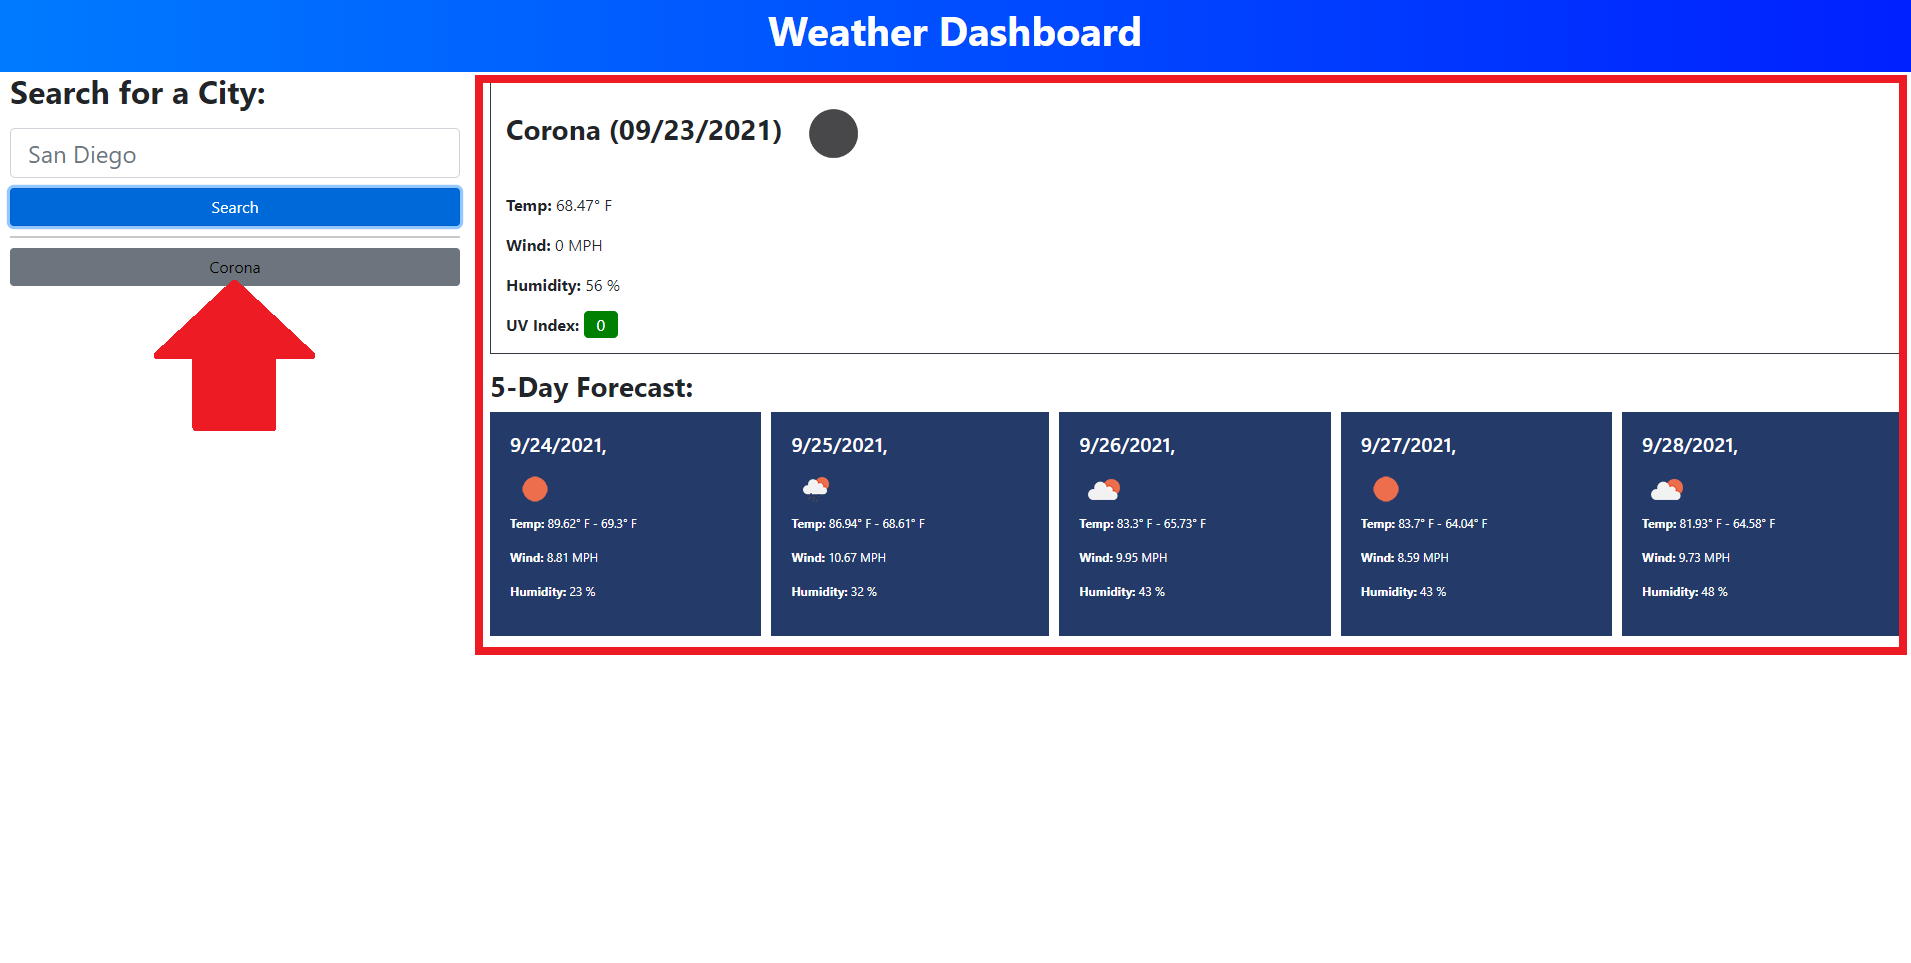 Weather Dashboard
Search for a City:
San Diego
Search
Corona
Corona (09/23/2021)
Temp: 68.47° F
Wind: 0 MPH
Humidity: 56 %
UV Index: 0
5-Day Forecast:
9/24/2021,
Temp: 89.62° F - 69.3° F
Wind: 8.81 MPH
Humidity: 23 %
9/25/2021,
Temp: 86.94° F - 68.61° F
Wind: 10.67 MPH
Humidity: 32 %
9/26/2021,
Temp: 83.3° F - 65.73° F
Wind: 9.95 MPH
Humidity: 43 %
9/27/2021,
Temp: 83.7° F - 64.04° F
Wind: 8.59 MPH
Humidity: 43 %
9/28/2021,
Temp: 81.93° F - 64.58° F
Wind: 9.73 MPH
Humidity: 48 %